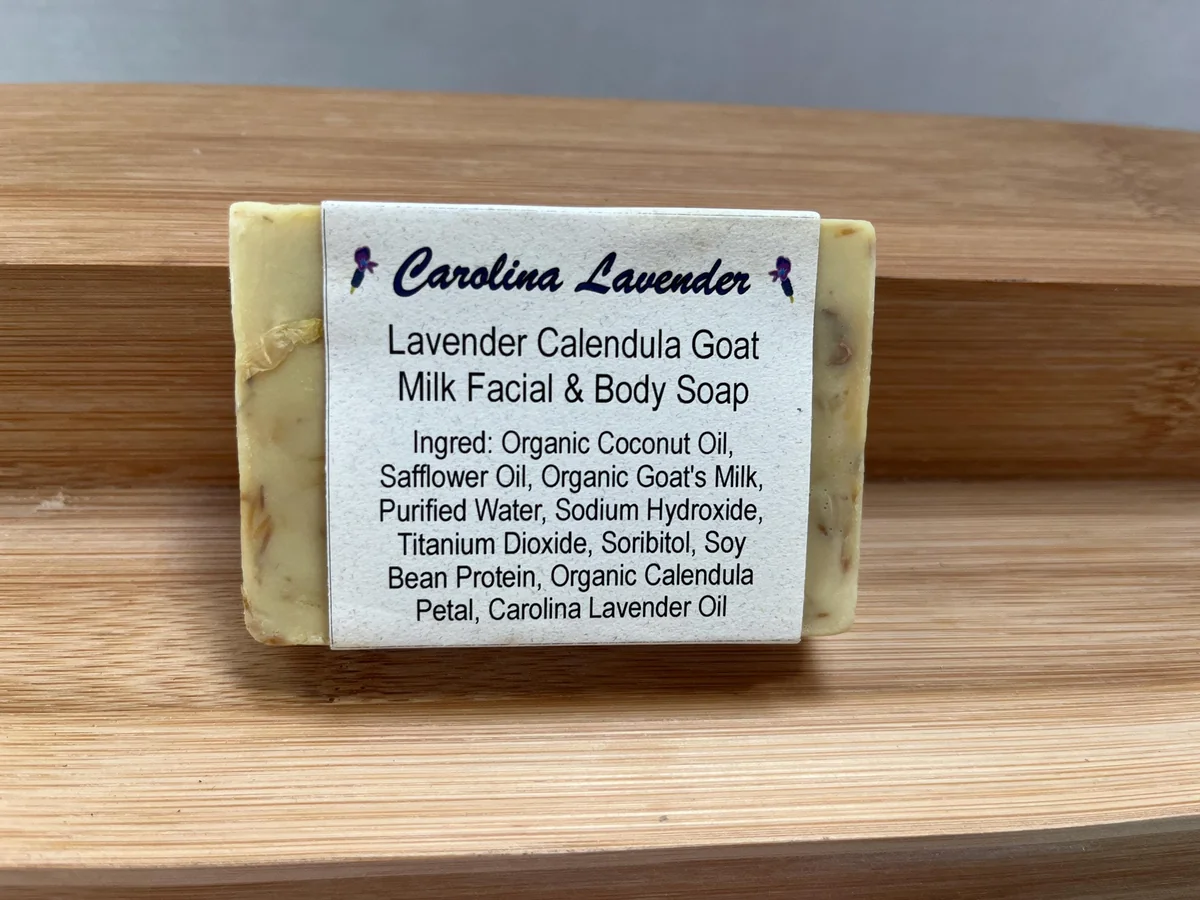 Carolina Lavender
Lavender Calendula Goat
Milk Facial & Body Soap
Ingred: Organic Coconut Oil,
Safflower Oil, Organic Goat's Milk,
Purified Water, Sodium Hydroxide,
Titanium Dioxide, Soribitol, Soy
Bean Protein, Organic Calendula
Petal, Carolina Lavender Oil